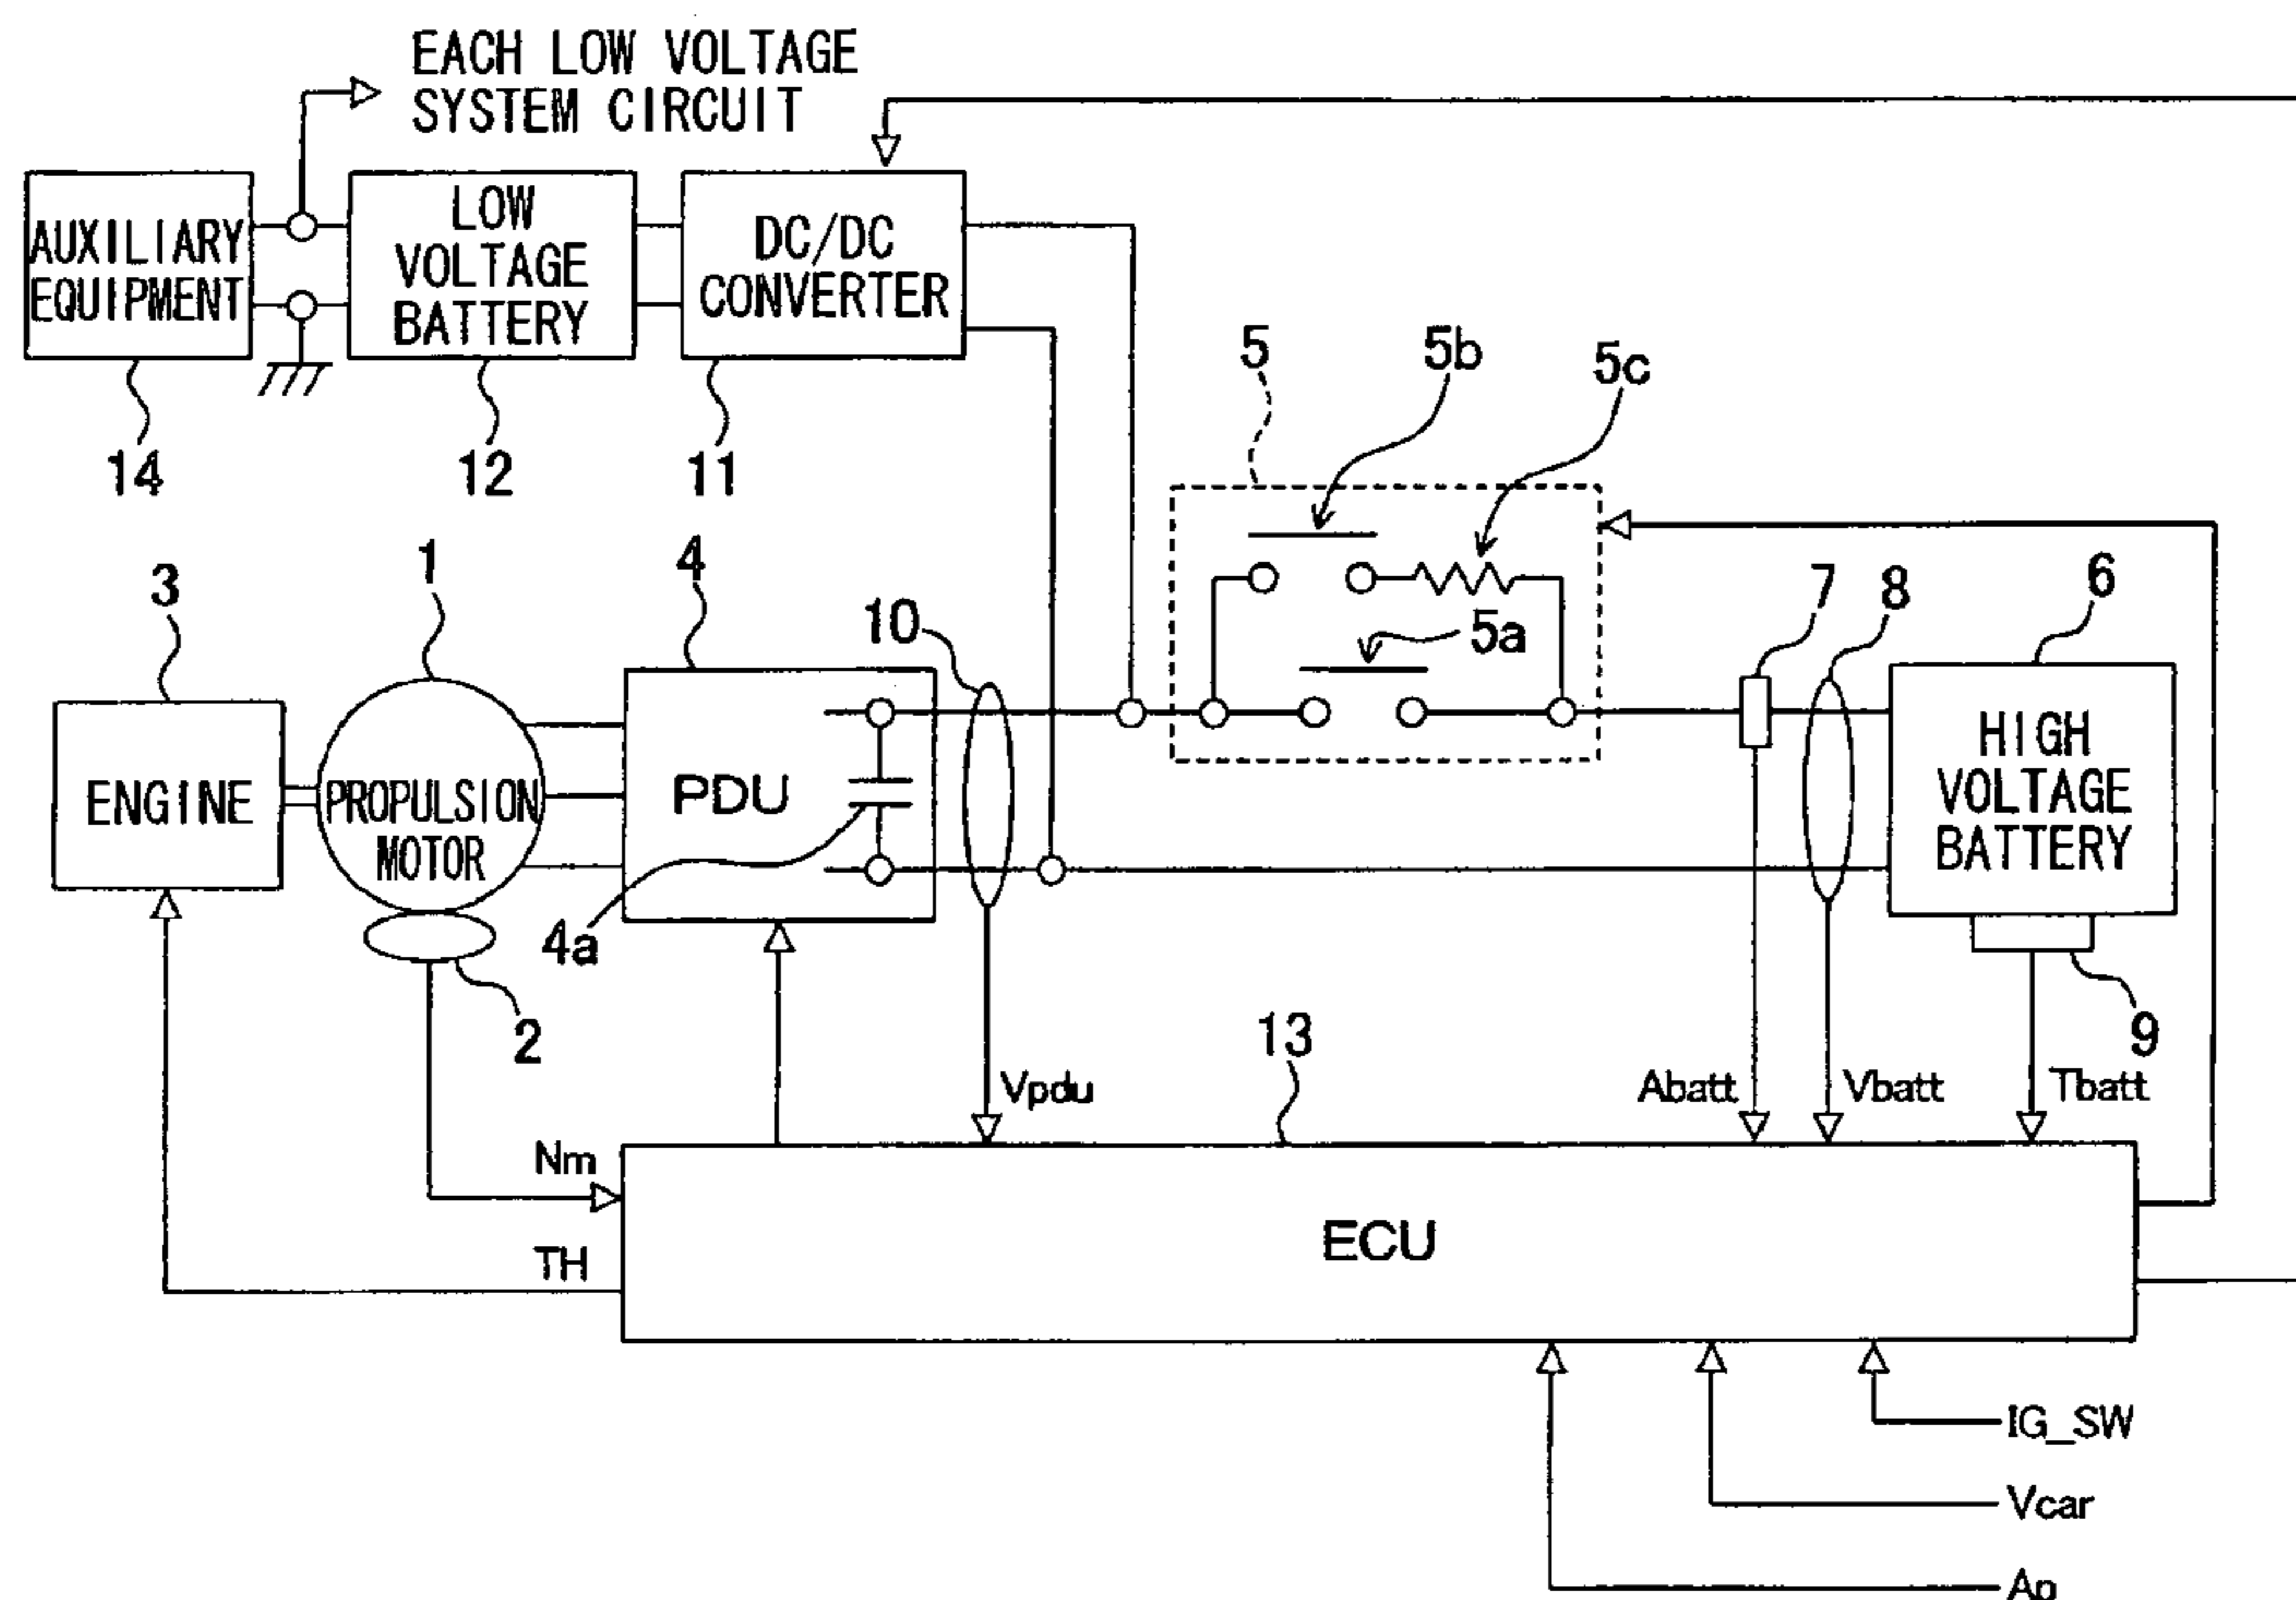 EACH LOW VOLTAGE
SYSTEM CIRCUIT
AUXILIARY
EQUIPMENT
LOW
VOLTAGE
BATTERY
DC/DC
CONVERTER
14
12
11
5
5b
5c
5a
3
1
4
10
7
8
6
ENGINE
PROPULSION
MOTOR
PDU
4a
HIGH
VOLTAGE
BATTERY
2
13
9
Vpdu
Abatt
Vbatt
Tbatt
Nm
TH
ECU
IG_SW
Vcar